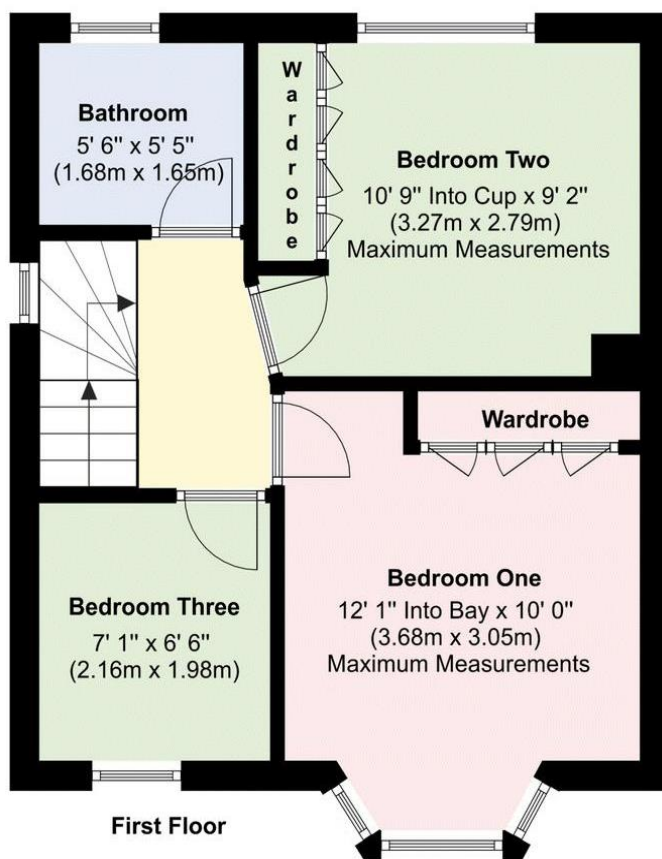 Bathroom
5' 6" x 5' 5"
(1.68m x 1.65m)
Wardrobe
Bedroom Two
10' 9" Into Cup x 9' 2"
(3.27m x 2.79m)
Maximum Measurements
Wardrobe
Bedroom One
12' 1" Into Bay x 10' 0"
(3.68m x 3.05m)
Maximum Measurements
Bedroom Three
7' 1" x 6' 6"
(2.16m x 1.98m)
First Floor